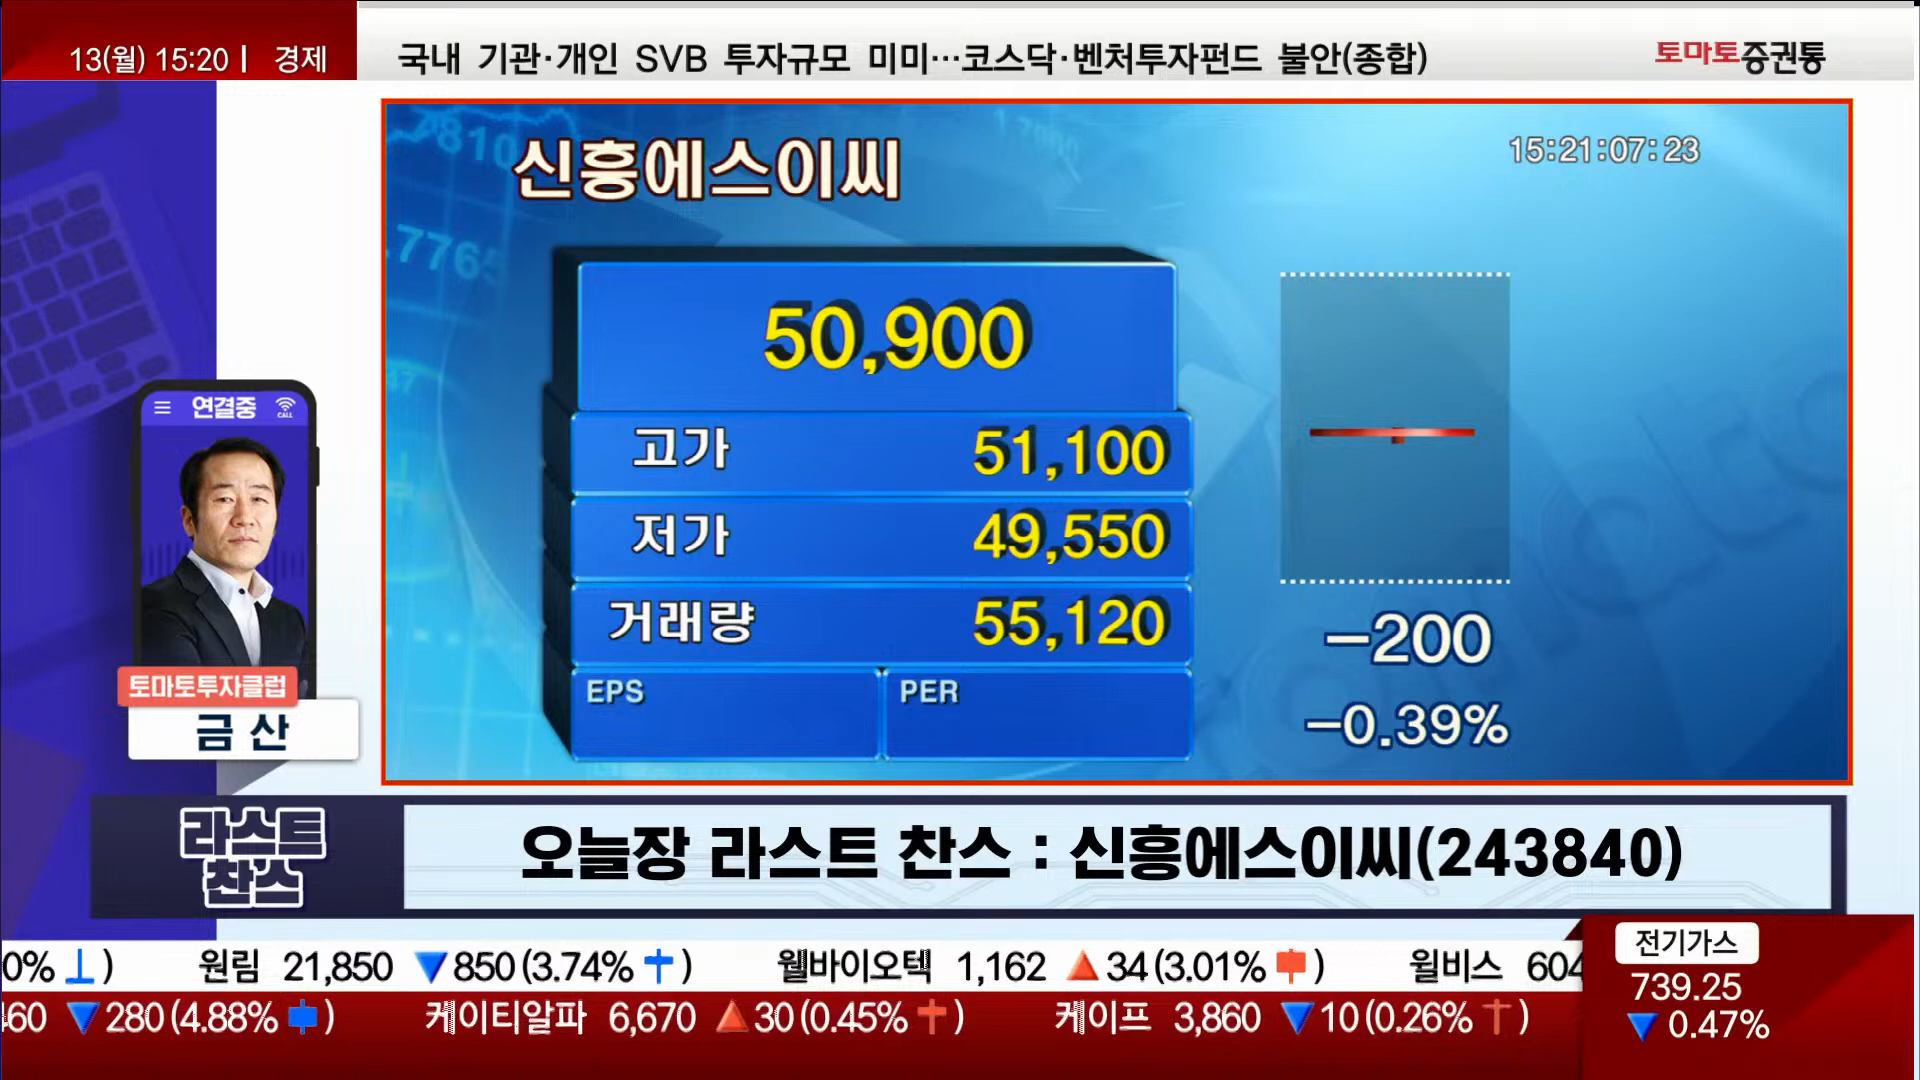 13(월) 15:20 | 경제
국내 기관·개인 SVB 투자규모 미미…코스닥·벤처투자펀드 불안(종합)
토마토증권통
신흥에스이씨
15:21:07:23
50,900
고가 51,100
저가 49,550
거래량 55,120
EPS PER
-200
-0.39%
연결중
CALL
토마토투자클럽
금산
라스트
찬스
오늘장 라스트 찬스 : 신흥에스이씨(243840)
0% ) 원림 21,850 ▼850(3.74% ) 웰바이오텍 1,162 ▲34(3.01% ) 윌비스 604
460 ▼280(4.88% ) 케이티알파 6,670 ▲30(0.45% ) 케이프 3,860 ▼10(0.26% )
전기가스
739.25
▼0.47%